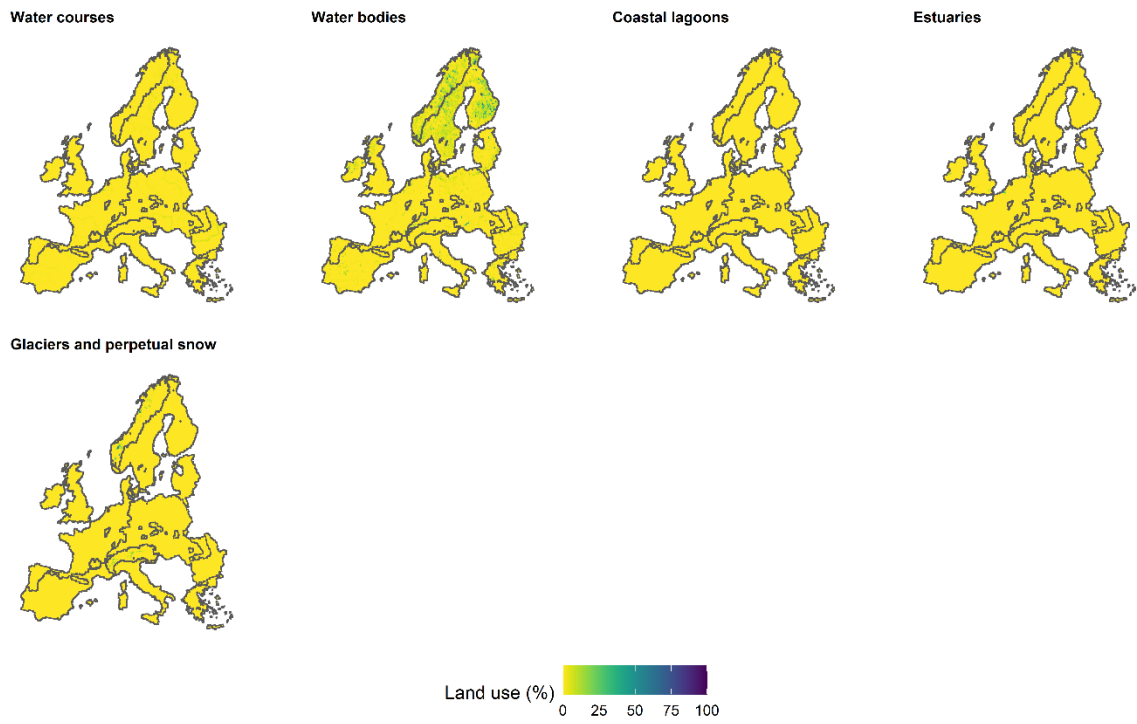 Water courses
Water bodies
Coastal lagoons
Estuaries
Glaciers and perpetual snow
Land use (%)
0 25 50 75 100